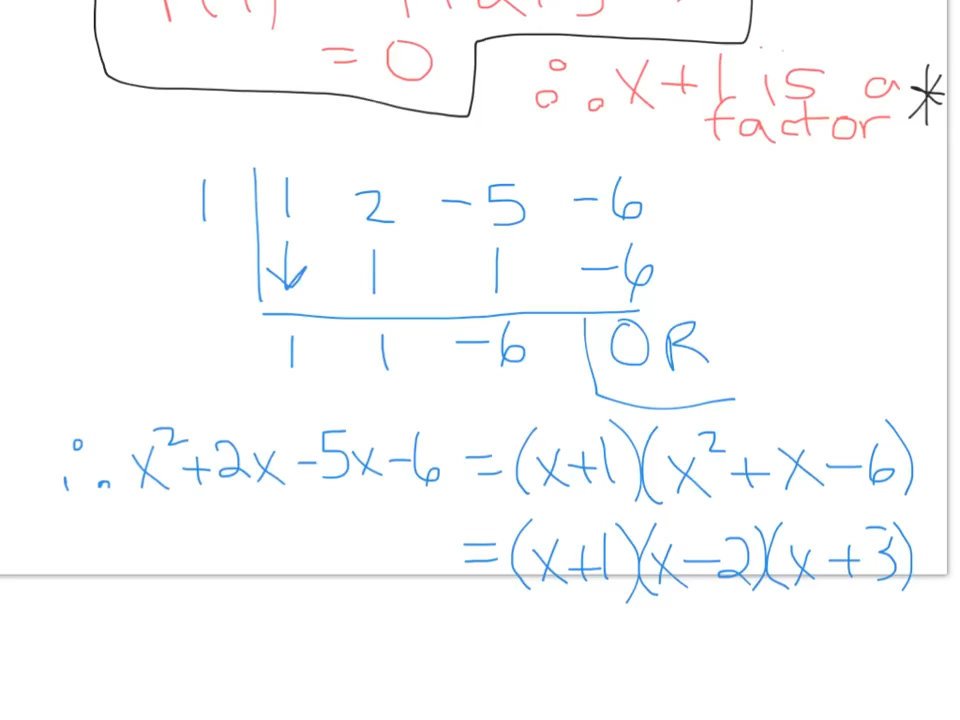 = 0
∴ x+1 is a *
factor
1 | 1 2 -5 -6
↓ 1 1 -6
1 1 -6 | 0R
∴ x²+2x-5x-6 = (x+1)(x²+x-6)
= (x+1)(x-2)(x+3)